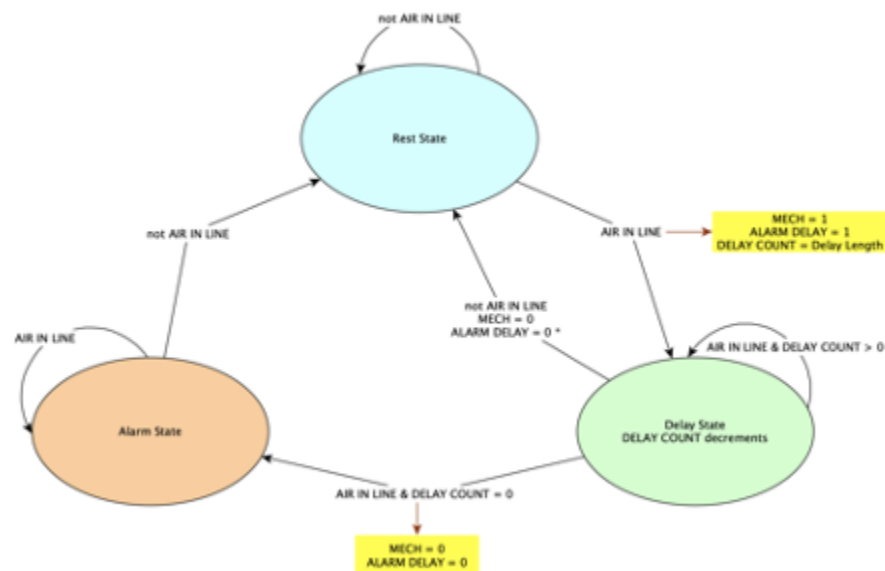 not AIR IN LINE
Rest State
not AIR IN LINE
AIR IN LINE
MECH = 1
ALARM DELAY = 1
DELAY COUNT = Delay Length
not AIR IN LINE
MECH = 0
ALARM DELAY = 0 *
AIR IN LINE
AIR IN LINE & DELAY COUNT > 0
Alarm State
Delay State
DELAY COUNT decrements
AIR IN LINE & DELAY COUNT = 0
MECH = 0
ALARM DELAY = 0